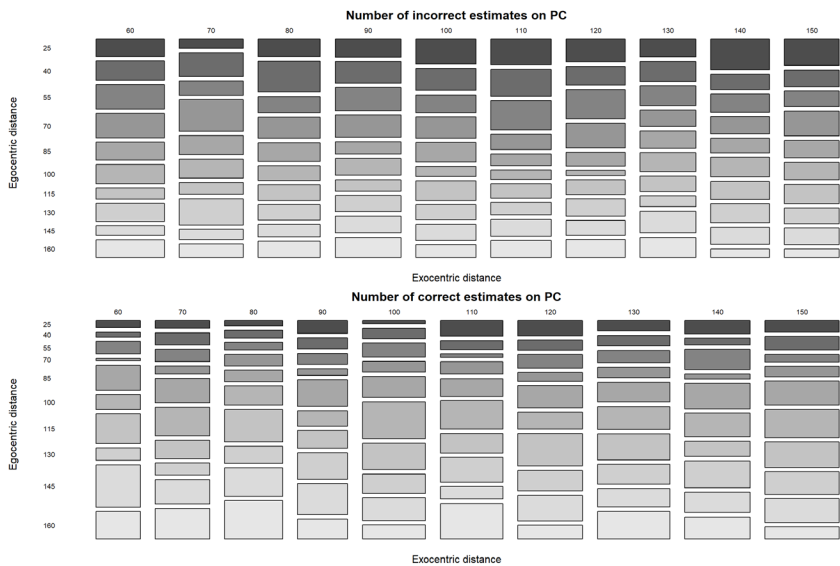 Number of incorrect estimates on PC
60 70 80 90 100 110 120 130 140 150
25
40
55
70
85
100
115
130
145
160
Egocentric distance
Exocentric distance
Number of correct estimates on PC
60 70 80 90 100 110 120 130 140 150
25
40
55
70
85
100
115
130
145
160
Egocentric distance
Exocentric distance